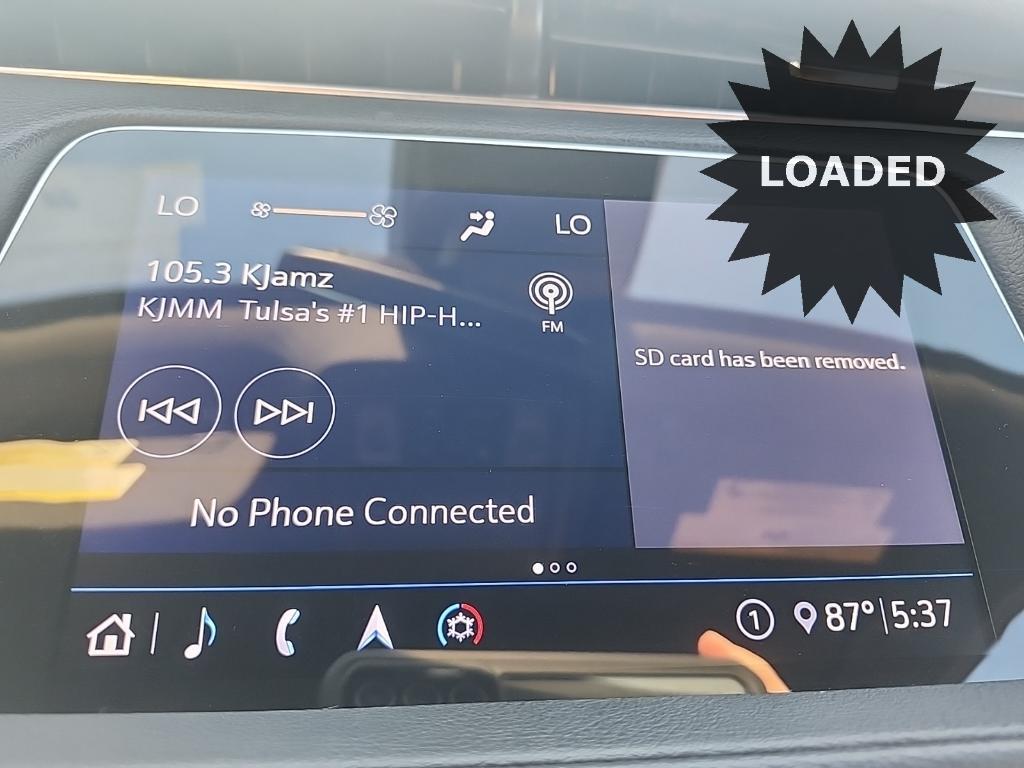 LOADED
LO LO
105.3 KJamz
KJMM Tulsa's #1 HIP-H...
FM
SD card has been removed.
No Phone Connected
1 87° 5:37